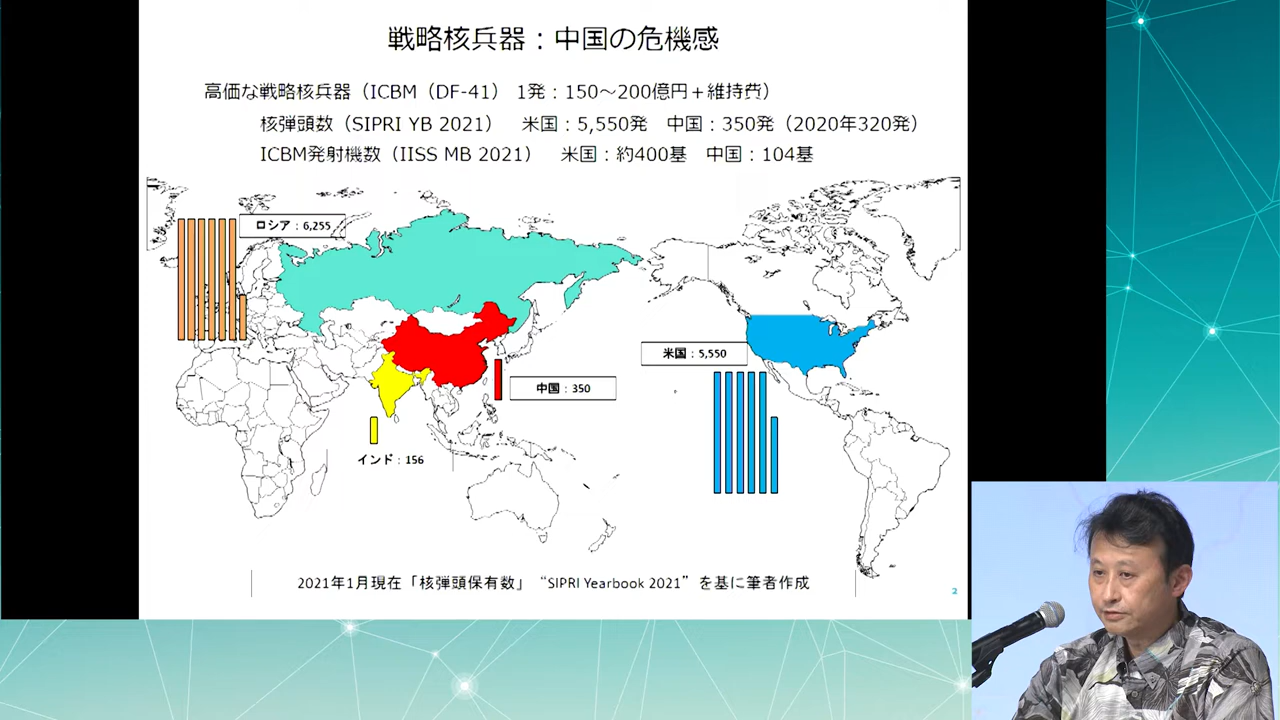 戦略核兵器：中国の危機感
高価な戦略核兵器（ICBM（DF-41） 1発：150～200億円＋維持費）
核弾頭数（SIPRI YB 2021） 米国：5,550発 中国：350発（2020年320発）
ICBM発射機数（IISS MB 2021） 米国：約400基 中国：104基
ロシア：6,255
米国：5,550
中国：350
インド：156
2021年1月現在「核弾頭保有数」 “SIPRI Yearbook 2021” を基に筆者作成
2